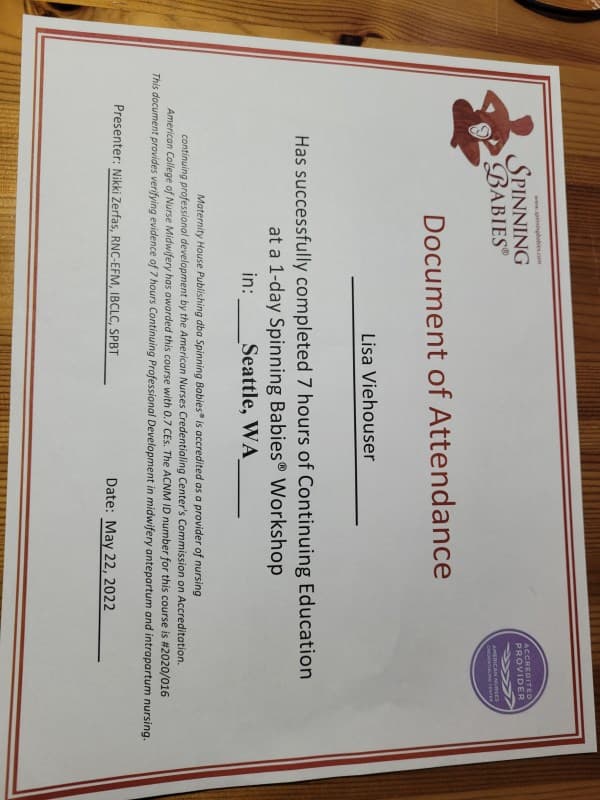 www.spinningbabies.com
SPINNING
BABIES®
ACCREDITED
PROVIDER
AMERICAN NURSES
CREDENTIALING CENTER
Document of Attendance
Lisa Viehouser
Has successfully completed 7 hours of Continuing Education
at a 1-day Spinning Babies® Workshop
in: Seattle, WA
Maternity House Publishing dba Spinning Babies® is accredited as a provider of nursing
continuing professional development by the American Nurses Credentialing Center's Commission on Accreditation.
American College of Nurse Midwifery has awarded this course with 0.7 CEs. The ACNM ID number for this course is #2020/016
This document provides verifying evidence of 7 hours Continuing Professional Development in midwifery antepartum and intrapartum nursing.
Presenter: Nikki Zerfas, RNC-EFM, IBCLC, SPBT
Date: May 22, 2022